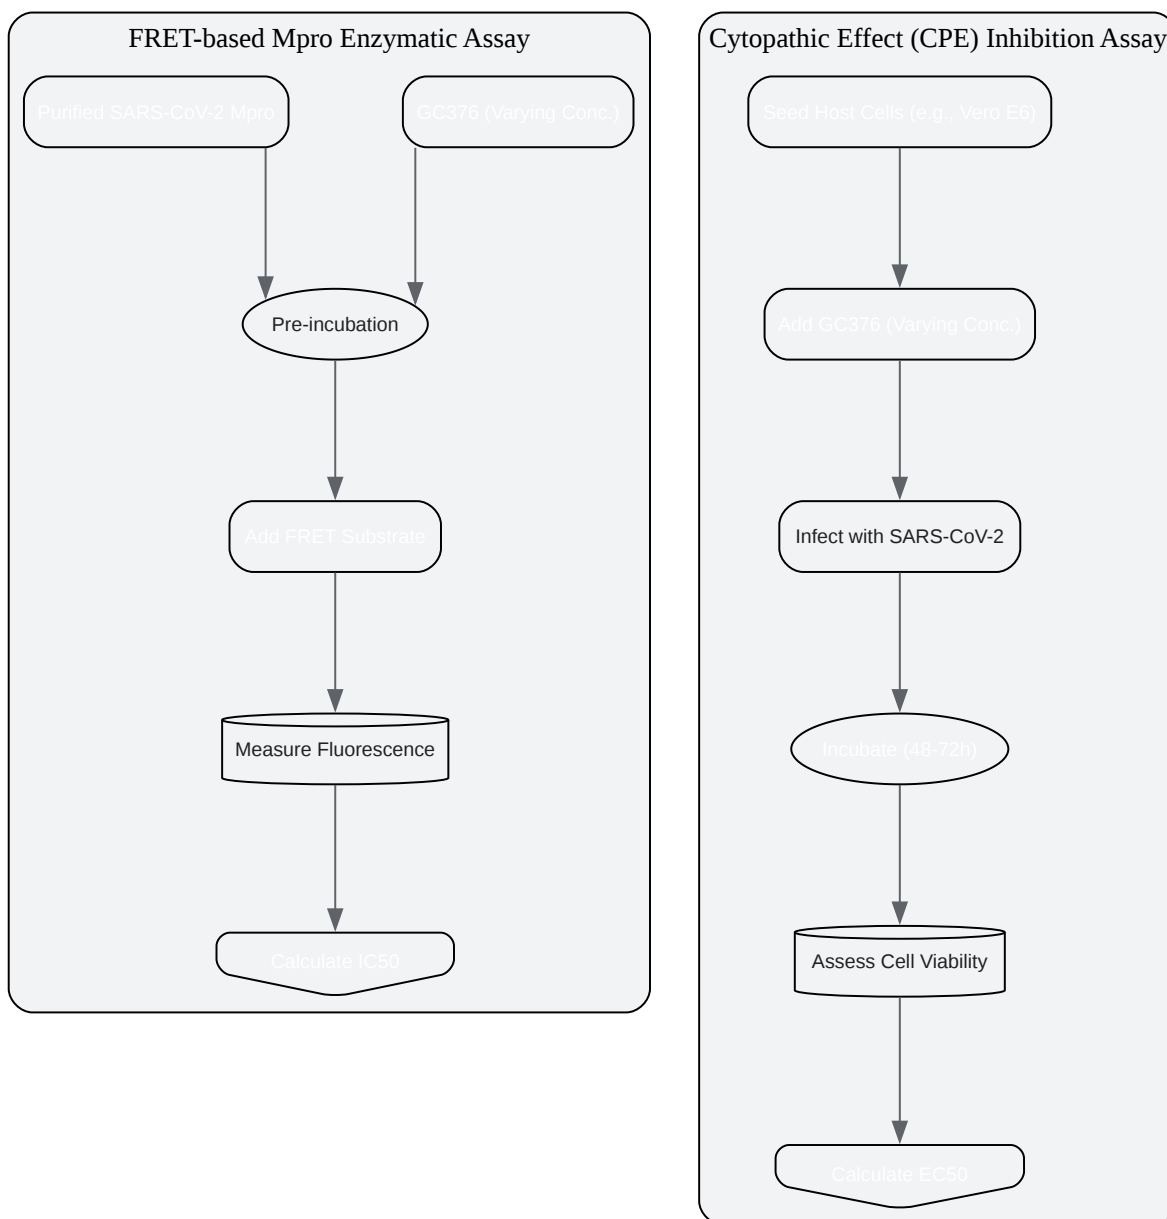 FRET-based Mpro Enzymatic Assay
Purified SARS-CoV-2 Mpro
GC376 (Varying Conc.)
Pre-incubation
Add FRET Substrate
Measure Fluorescence
Calculate IC50
Cytopathic Effect (CPE) Inhibition Assay
Seed Host Cells (e.g., Vero E6)
Add GC376 (Varying Conc.)
Infect with SARS-CoV-2
Incubate (48-72h)
Assess Cell Viability
Calculate EC50